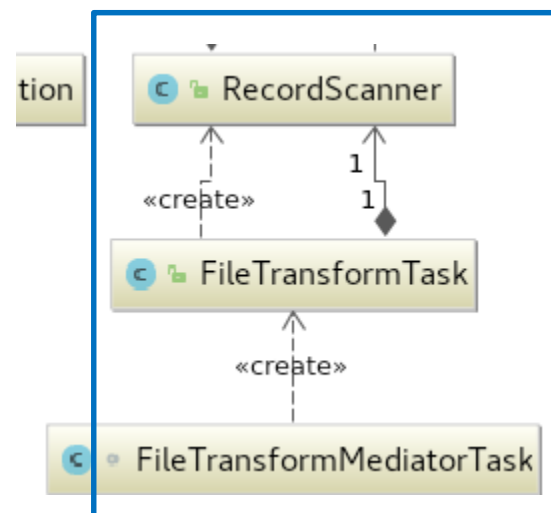 tion
C RecordScanner
1
«create»
1
C FileTransformTask
«create»
C FileTransformMediatorTask